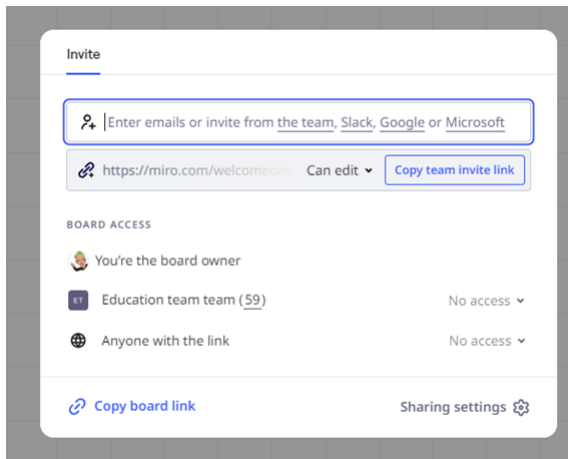 Invite
Enter emails or invite from the team, Slack, Google or Microsoft
https://miro.com/welcomeon Can edit Copy team invite link
BOARD ACCESS
You're the board owner
ET Education team team (59) No access
Anyone with the link No access
Copy board link Sharing settings